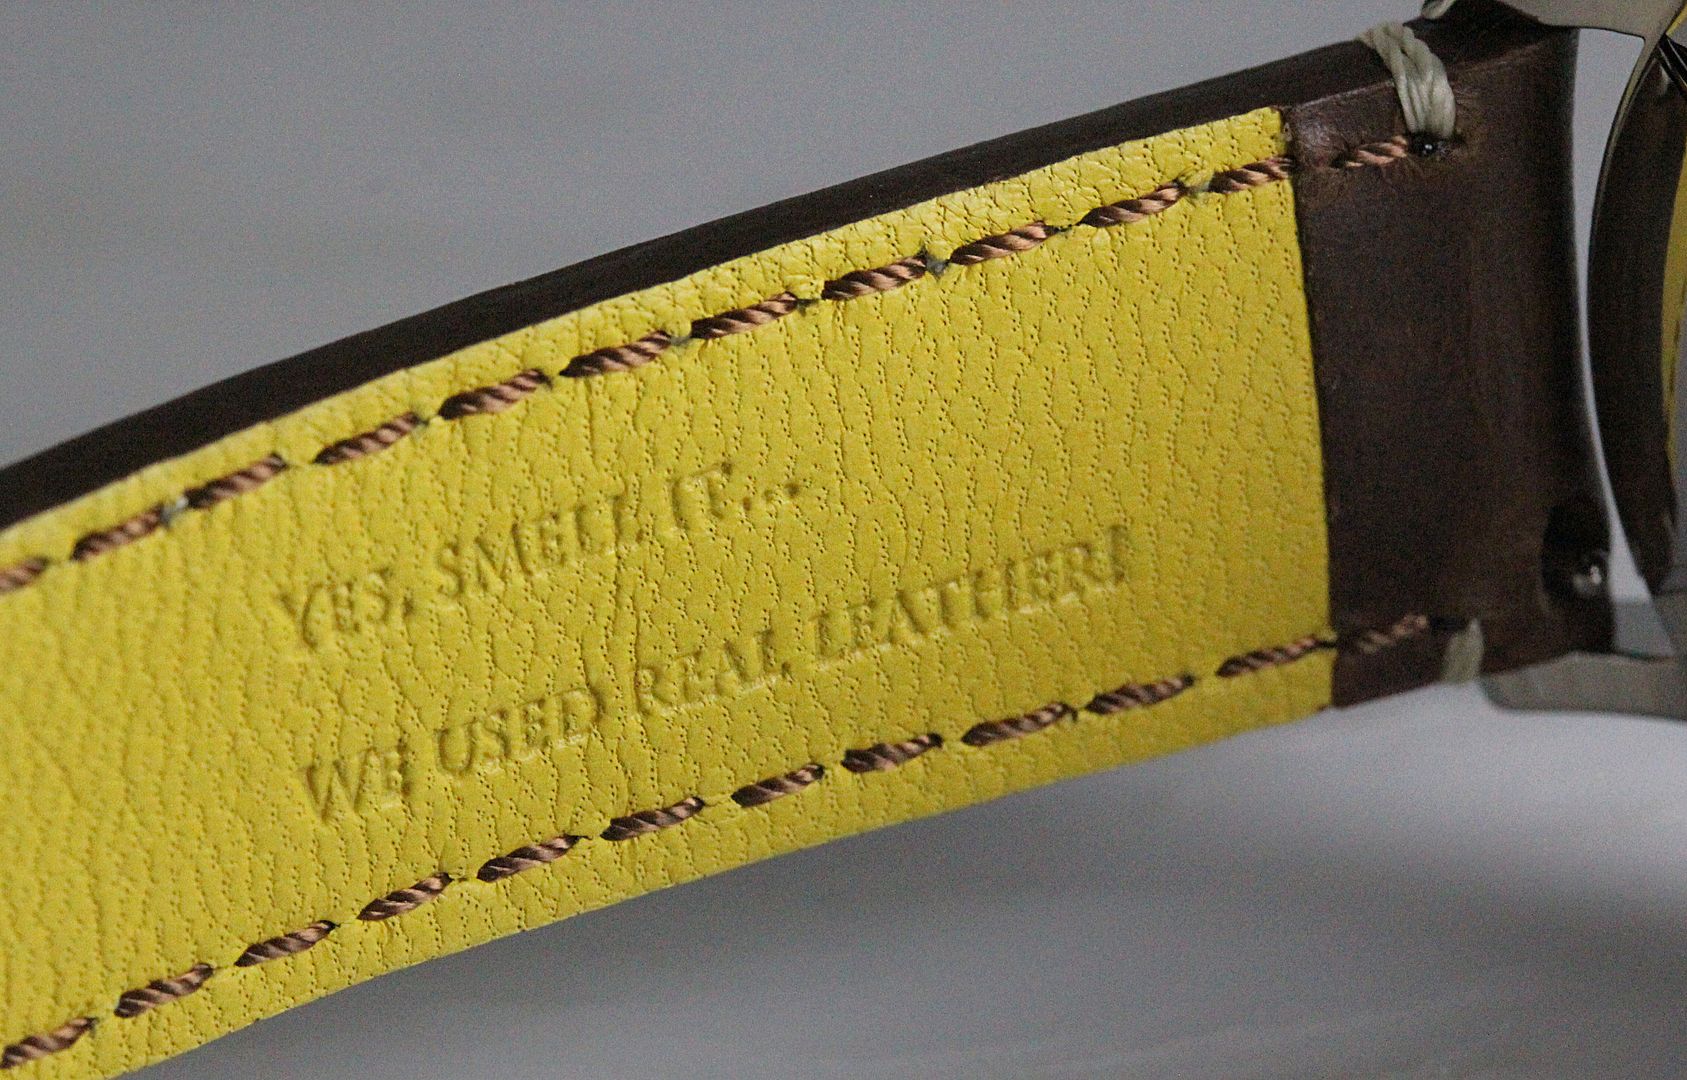 YES, SMELL IT...
WE USED REAL LEATHER!